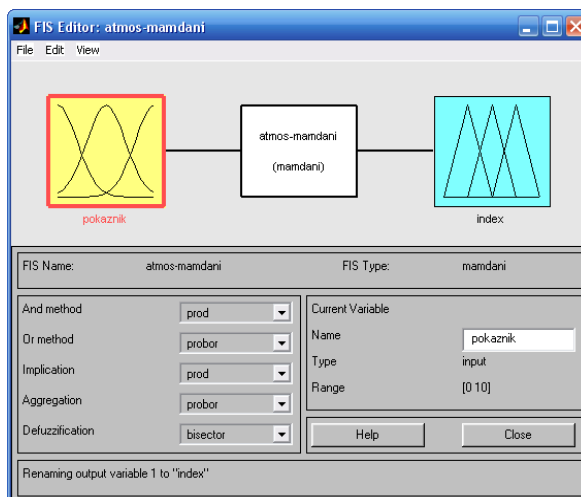 FIS Editor: atmos-mamdani
File Edit View
atmos-mamdani
(mamdani)
pokaznik
index
FIS Name: atmos-mamdani FIS Type: mamdani
And method prod
Or method probor
Implication prod
Aggregation probor
Defuzzification bisector
Current Variable
Name pokaznik
Type input
Range [0 10]
Help Close
Renaming output variable 1 to "index"